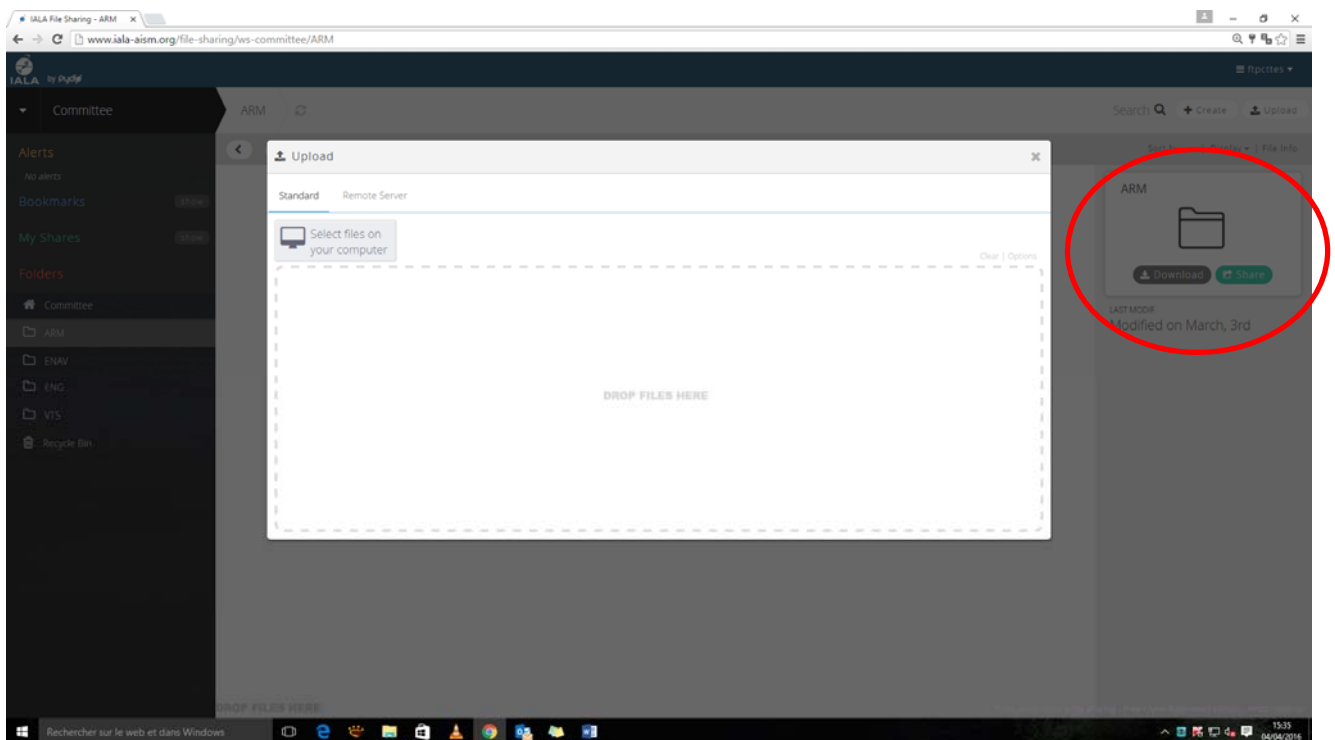 IALA File Sharing - ARM
www.iala-aism.org/file-sharing/ws-committee/ARM
IALA by Pydio
ftpcttes
Committee
ARM
Search
Create
Upload
Alerts
No alerts
Bookmarks
Show
My Shares
Show
Folders
Committee
ARM
ENAV
ENG
VTS
Recycle Bin
Upload
Standard
Remote Server
Select files on
your computer
Clear | Options
DROP FILES HERE
File Info
ARM
Download
Share
LAST MODIF
Modified on March, 3rd
DROP FILES HERE
Rechercher sur le web et dans Windows
15:35
04/04/2016